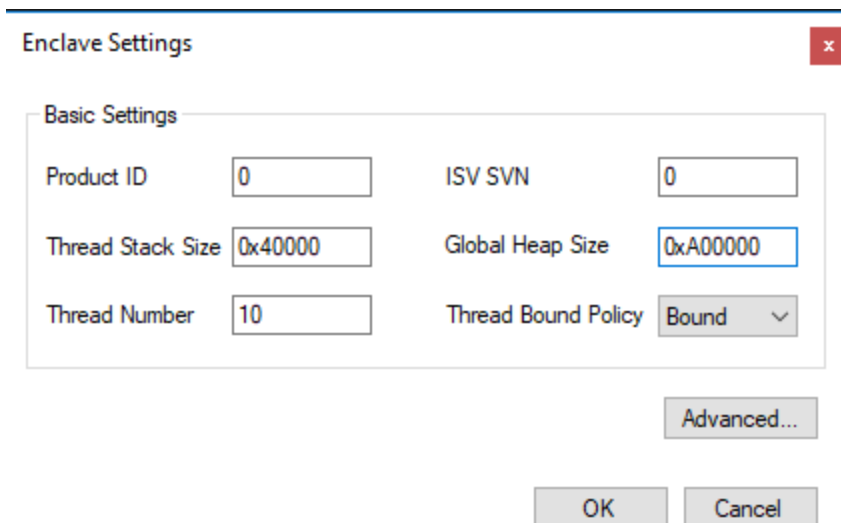 Enclave Settings
x
Basic Settings
Product ID 0 ISV SVN 0
Thread Stack Size 0x40000 Global Heap Size 0xA00000
Thread Number 10 Thread Bound Policy Bound
Advanced...
OK Cancel